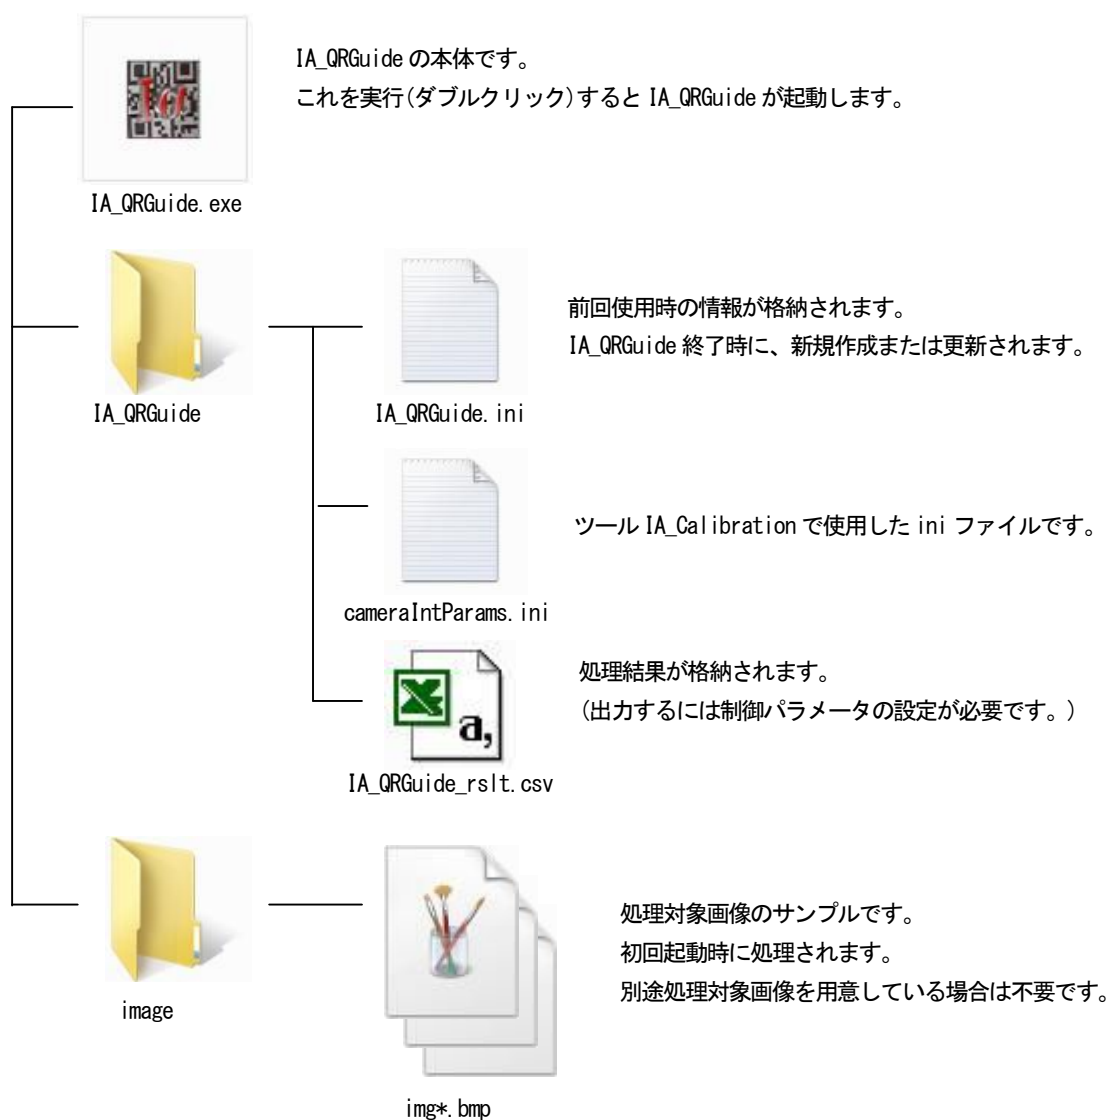 IA_QRGuide の本体です。
これを実行(ダブルクリック)すると IA_QRGuide が起動します。
IA_QRGuide.exe
前回使用時の情報が格納されます。
IA_QRGuide 終了時に、新規作成または更新されます。
IA_QRGuide
IA_QRGuide.ini
ツール IA_Calibration で使用した ini ファイルです。
cameraIntParams.ini
処理結果が格納されます。
(出力するには制御パラメータの設定が必要です。)
a,
IA_QRGuide_rslt.csv
処理対象画像のサンプルです。
初回起動時に処理されます。
別途処理対象画像を用意している場合は不要です。
image
img*.bmp